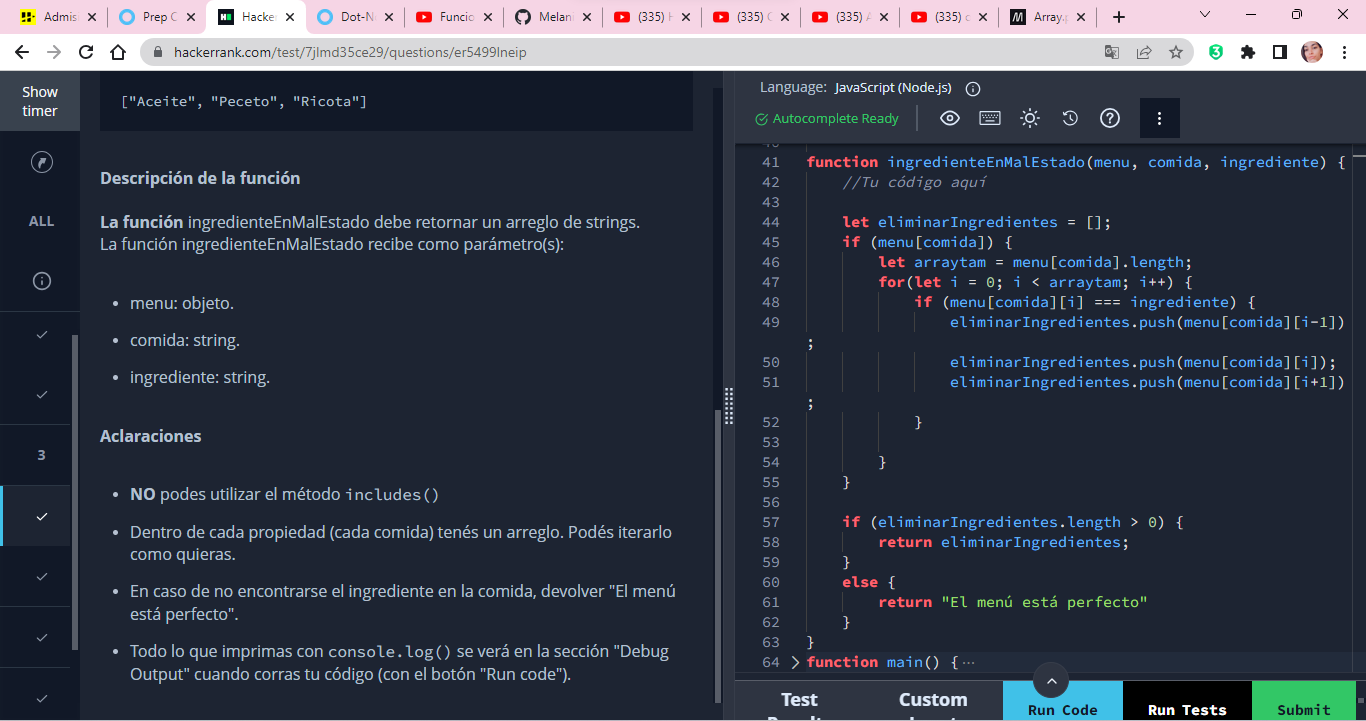 Admis
Prep C
Hacke
Dot-N
Funcio
Melan
(335) H
(335) C
(335) A
(335) c
Array.p
hackerrank.com/test/7jlmd35ce29/questions/er5499lneip
Show
timer
ALL
3
["Aceite", "Peceto", "Ricota"]
Descripción de la función
La función ingredienteEnMalEstado debe retornar un arreglo de strings.
La función ingredienteEnMalEstado recibe como parámetro(s):
• menu: objeto.
• comida: string.
• ingrediente: string.
Aclaraciones
• NO podes utilizar el método includes()
• Dentro de cada propiedad (cada comida) tenés un arreglo. Podés iterarlo
como quieras.
• En caso de no encontrarse el ingrediente en la comida, devolver "El menú
está perfecto".
• Todo lo que imprimas con console.log() se verá en la sección "Debug
Output" cuando corras tu código (con el botón "Run code").
Language: JavaScript (Node.js)
Autocomplete Ready
41 function ingredienteEnMalEstado(menu, comida, ingrediente) {
42 //Tu código aquí
43
44 let eliminarIngredientes = [];
45 if (menu[comida]) {
46 let arraytam = menu[comida].length;
47 for(let i = 0; i < arraytam; i++) {
48 if (menu[comida][i] === ingrediente) {
49 eliminarIngredientes.push(menu[comida][i-1])
;
50 eliminarIngredientes.push(menu[comida][i]);
51 eliminarIngredientes.push(menu[comida][i+1])
;
52 }
53
54 }
55 }
56
57 if (eliminarIngredientes.length > 0) {
58 return eliminarIngredientes;
59 }
60 else {
61 return "El menú está perfecto"
62 }
63 }
64 function main() {···
Test
Custom
Run Code
Run Tests
Submit